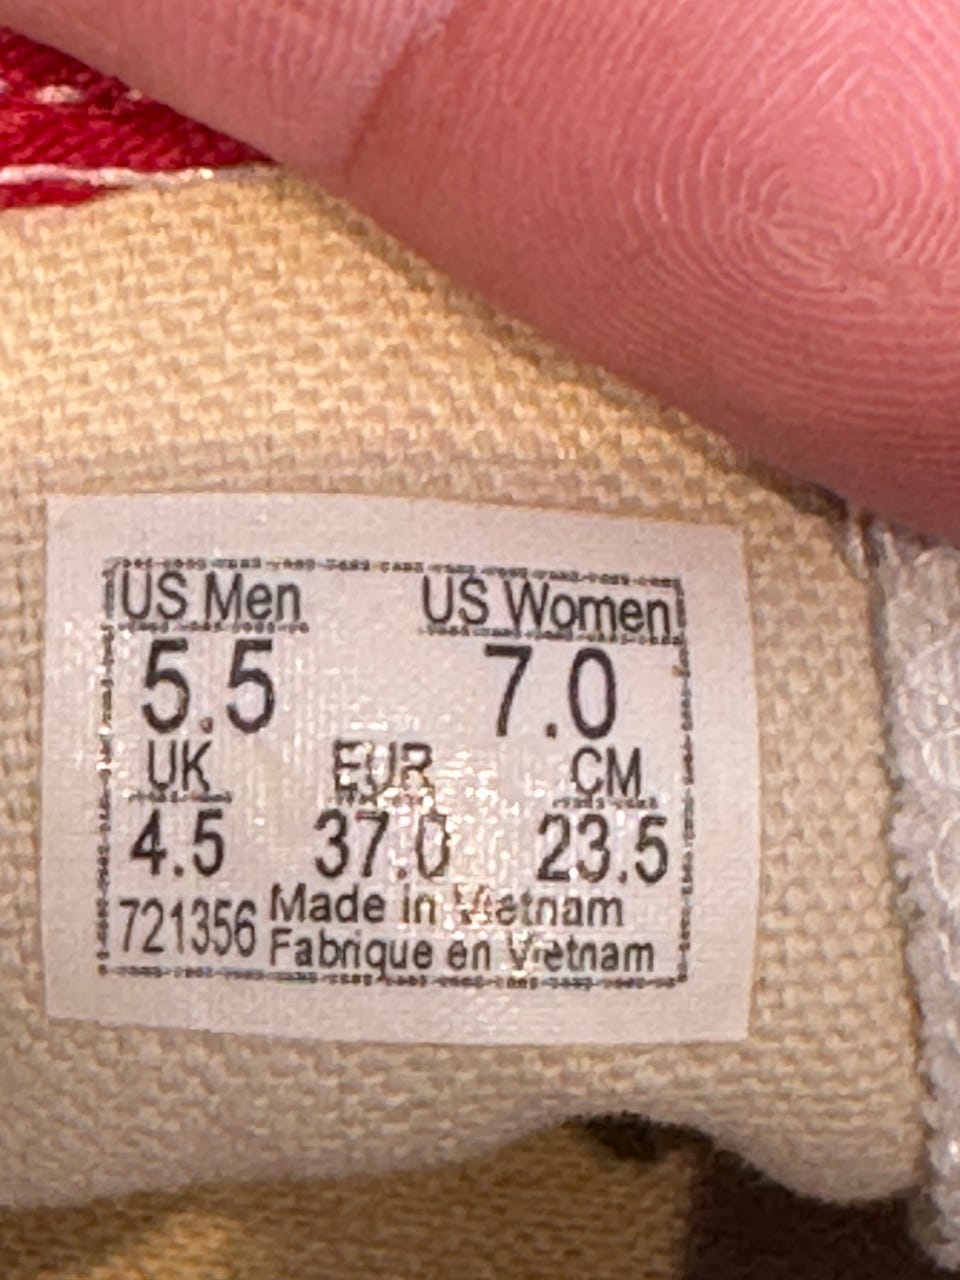 US Men US Women
5.5 7.0
UK EUR CM
4.5 37.0 23.5
721356 Made in Vietnam
Fabrique en Vietnam